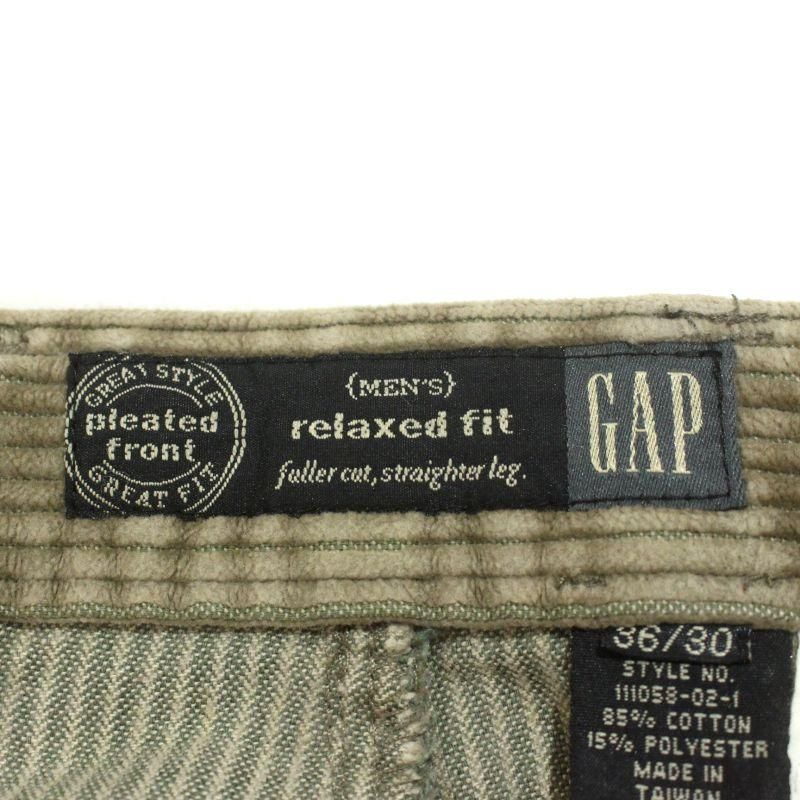 GREAT STYLE
pleated
front
GREAT FIT
{MEN'S}
relaxed fit
fuller cut, straighter leg.
GAP
36/30
STYLE NO.
111058-02-1
85% COTTON
15% POLYESTER
MADE IN
TAIWAN